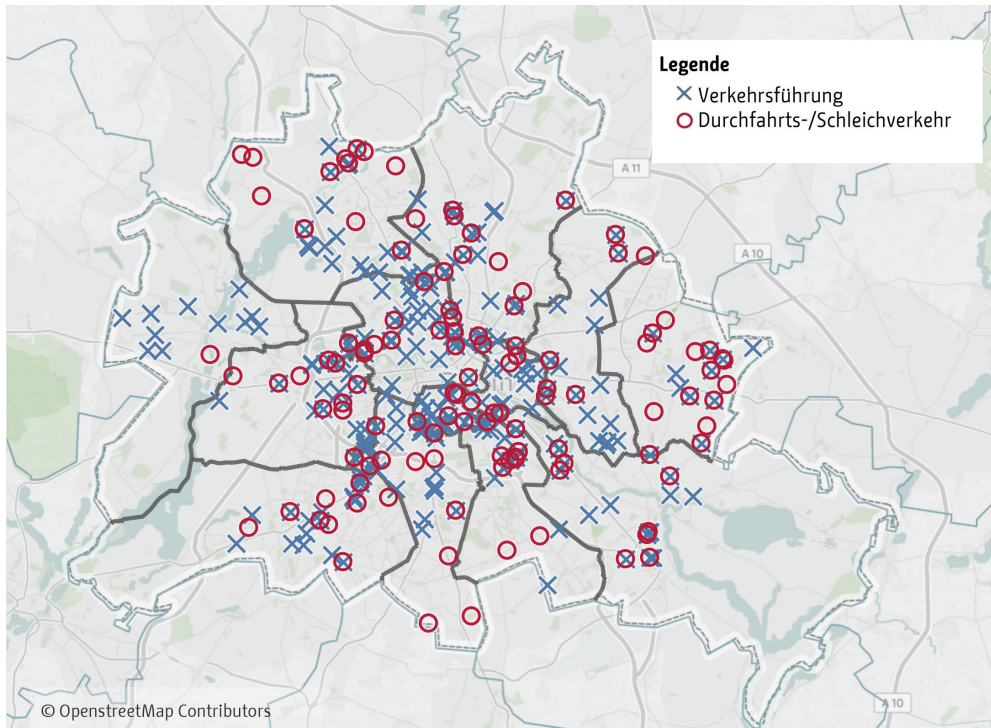 Legende
Verkehrsführung
Durchfahrts-/Schleichverkehr
A 11
A 10
A 10
© OpenstreetMap Contributors